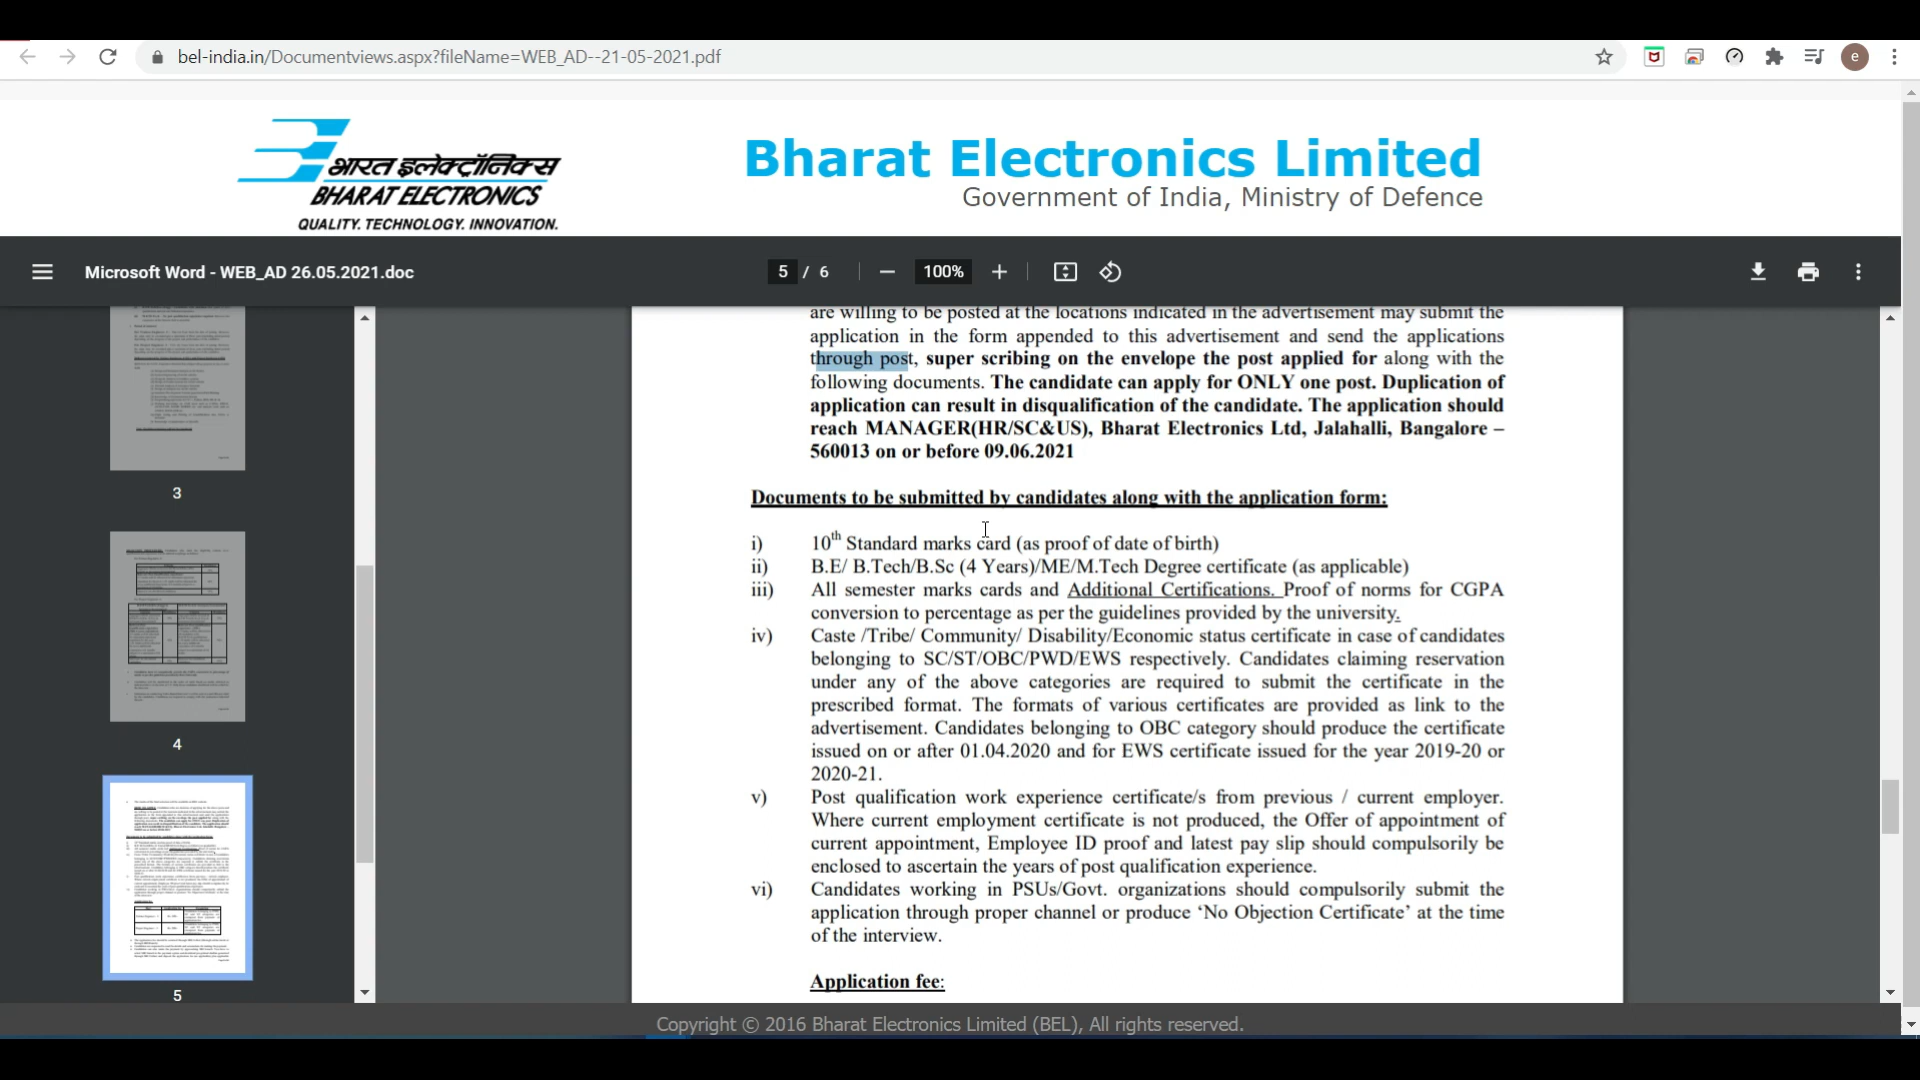 bel-india.in/Documentviews.aspx?fileName=WEB_AD--21-05-2021.pdf
e
भारत इलेक्ट्रॉनिक्स
BHARAT ELECTRONICS
QUALITY. TECHNOLOGY. INNOVATION.
Bharat Electronics Limited
Government of India, Ministry of Defence
Microsoft Word - WEB_AD 26.05.2021.doc
5 / 6
100%
3
4
5
are willing to be posted at the locations indicated in the advertisement may submit the
application in the form appended to this advertisement and send the applications
through post, super scribing on the envelope the post applied for along with the
following documents. The candidate can apply for ONLY one post. Duplication of
application can result in disqualification of the candidate. The application should
reach MANAGER(HR/SC&US), Bharat Electronics Ltd, Jalahalli, Bangalore –
560013 on or before 09.06.2021
Documents to be submitted by candidates along with the application form:
i) 10th Standard marks card (as proof of date of birth)
ii) B.E/ B.Tech/B.Sc (4 Years)/ME/M.Tech Degree certificate (as applicable)
iii) All semester marks cards and Additional Certifications. Proof of norms for CGPA
conversion to percentage as per the guidelines provided by the university.
iv) Caste /Tribe/ Community/ Disability/Economic status certificate in case of candidates
belonging to SC/ST/OBC/PWD/EWS respectively. Candidates claiming reservation
under any of the above categories are required to submit the certificate in the
prescribed format. The formats of various certificates are provided as link to the
advertisement. Candidates belonging to OBC category should produce the certificate
issued on or after 01.04.2020 and for EWS certificate issued for the year 2019-20 or
2020-21.
v) Post qualification work experience certificate/s from previous / current employer.
Where current employment certificate is not produced, the Offer of appointment of
current appointment, Employee ID proof and latest pay slip should compulsorily be
enclosed to ascertain the years of post qualification experience.
vi) Candidates working in PSUs/Govt. organizations should compulsorily submit the
application through proper channel or produce ‘No Objection Certificate’ at the time
of the interview.
Application fee:
Copyright © 2016 Bharat Electronics Limited (BEL), All rights reserved.